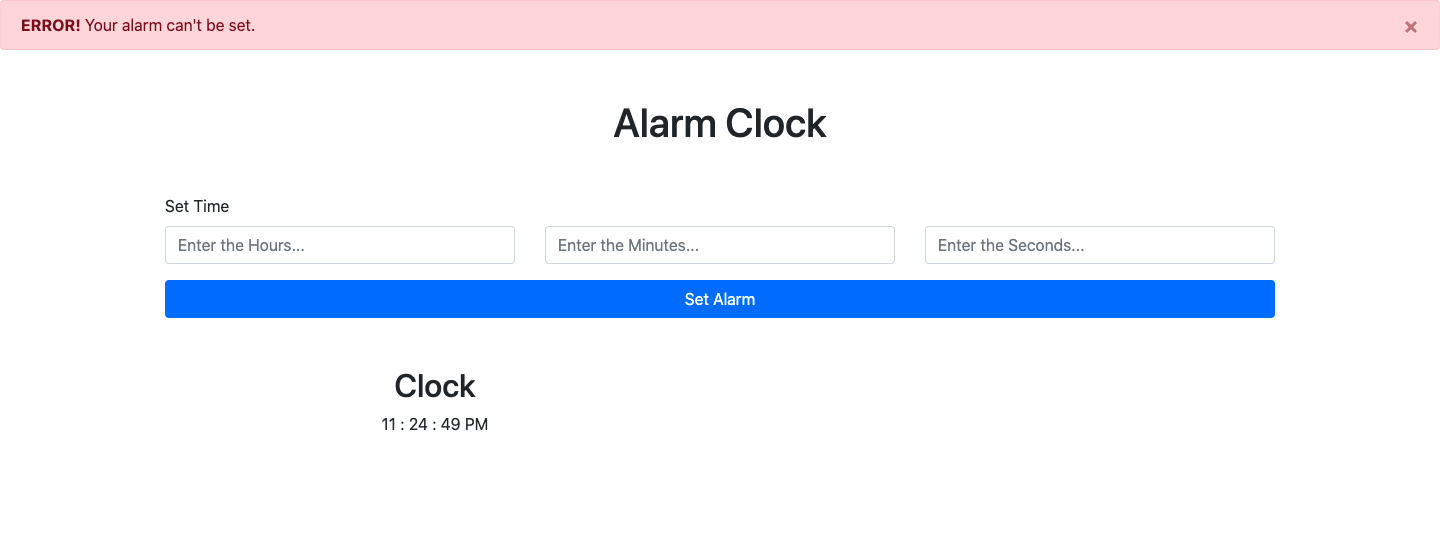 ERROR! Your alarm can't be set. ×
Alarm Clock
Set Time
Enter the Hours... Enter the Minutes... Enter the Seconds...
Set Alarm
Clock
11 : 24 : 49 PM